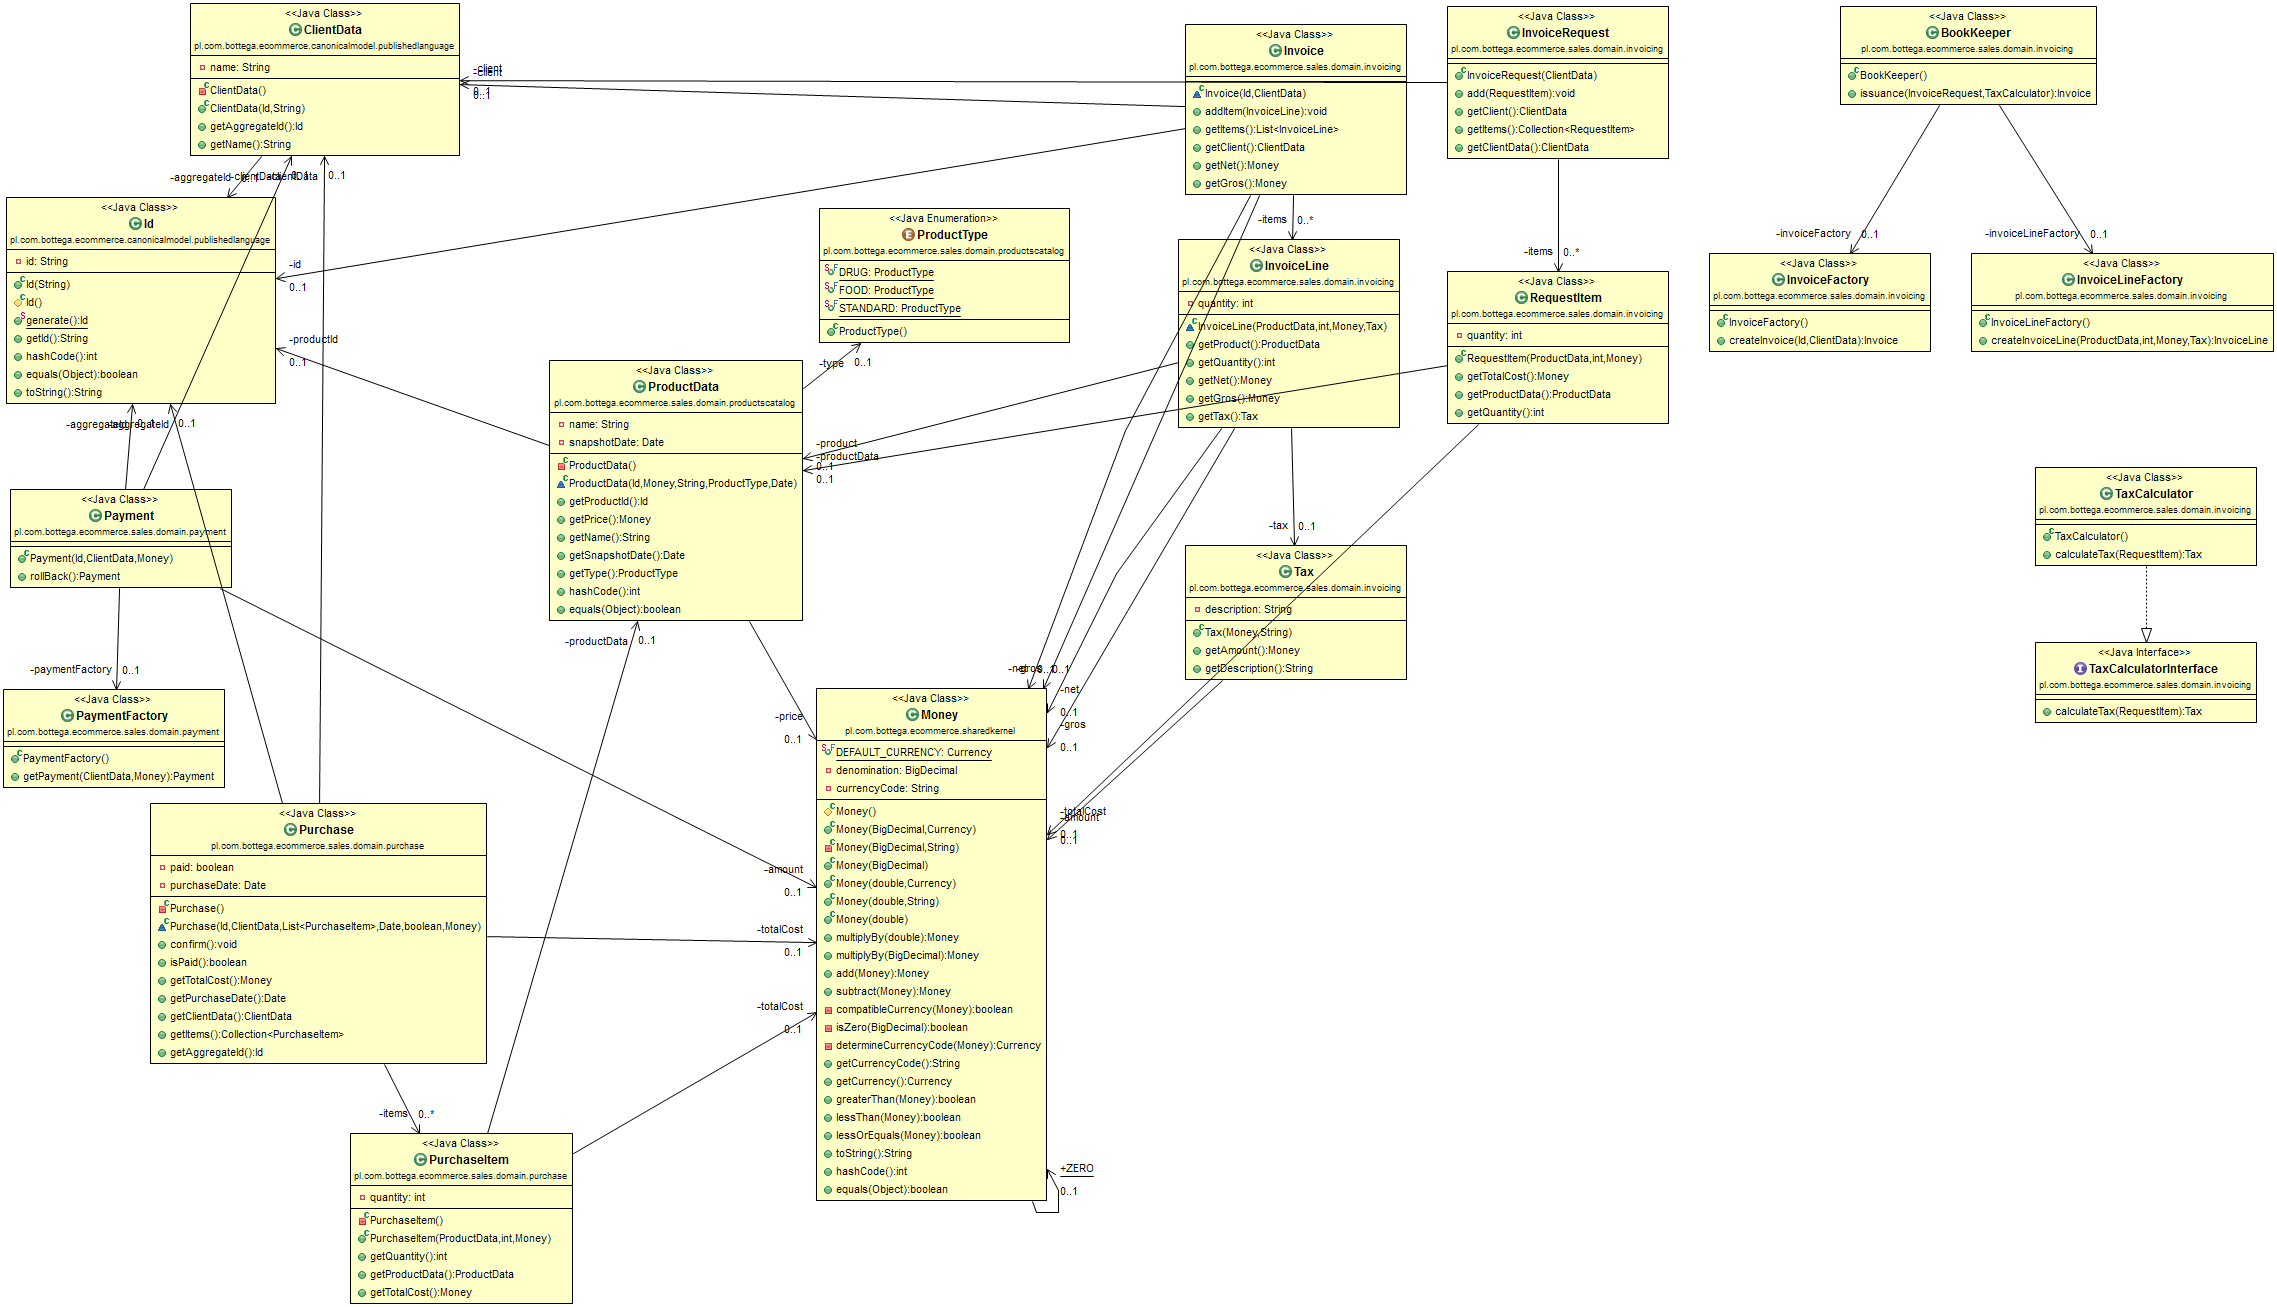 <<Java Class>>
ClientData
pl.com.bottega.ecommerce.canonicalmodel.publishedlanguage
name: String
ClientData()
ClientData(Id,String)
getAggregateId():Id
getName():String
-aggregateId
0..1
-clientData
0..1
-clientData
0..1
<<Java Class>>
Id
pl.com.bottega.ecommerce.canonicalmodel.publishedlanguage
id: String
Id(String)
Id()
generate():Id
getId():String
hashCode():int
equals(Object):boolean
toString():String
-aggregateId
0..1
-aggregateId
0..1
-id
0..1
-productId
0..1
-client
-client
0..1
0..1
<<Java Class>>
Payment
pl.com.bottega.ecommerce.sales.domain.payment
Payment(Id,ClientData,Money)
rollBack():Payment
-paymentFactory
0..1
<<Java Class>>
PaymentFactory
pl.com.bottega.ecommerce.sales.domain.payment
PaymentFactory()
getPayment(ClientData,Money):Payment
<<Java Class>>
Purchase
pl.com.bottega.ecommerce.sales.domain.purchase
paid: boolean
purchaseDate: Date
Purchase()
Purchase(Id,ClientData,List<PurchaseItem>,Date,boolean,Money)
confirm():void
isPaid():boolean
getTotalCost():Money
getPurchaseDate():Date
getClientData():ClientData
getItems():Collection<PurchaseItem>
getAggregateId():Id
-items
0..*
<<Java Class>>
PurchaseItem
pl.com.bottega.ecommerce.sales.domain.purchase
quantity: int
PurchaseItem()
PurchaseItem(ProductData,int,Money)
getQuantity():int
getProductData():ProductData
getTotalCost():Money
<<Java Enumeration>>
ProductType
pl.com.bottega.ecommerce.sales.domain.productscatalog
DRUG: ProductType
FOOD: ProductType
STANDARD: ProductType
ProductType()
-type
0..1
<<Java Class>>
ProductData
pl.com.bottega.ecommerce.sales.domain.productscatalog
name: String
snapshotDate: Date
ProductData()
ProductData(Id,Money,String,ProductType,Date)
getProductId():Id
getPrice():Money
getName():String
getSnapshotDate():Date
getType():ProductType
hashCode():int
equals(Object):boolean
-productData
0..1
-product
0..1
-productData
0..1
-price
0..1
-amount
0..1
-totalCost
0..1
-totalCost
0..1
<<Java Class>>
Money
pl.com.bottega.ecommerce.sharedkernel
DEFAULT_CURRENCY: Currency
denomination: BigDecimal
currencyCode: String
Money()
Money(BigDecimal,Currency)
Money(BigDecimal,String)
Money(BigDecimal)
Money(double,Currency)
Money(double,String)
Money(double)
multiplyBy(double):Money
multiplyBy(BigDecimal):Money
add(Money):Money
subtract(Money):Money
compatibleCurrency(Money):boolean
isZero(BigDecimal):boolean
determineCurrencyCode(Money):Currency
getCurrencyCode():String
getCurrency():Currency
greaterThan(Money):boolean
lessThan(Money):boolean
lessOrEquals(Money):boolean
toString():String
hashCode():int
equals(Object):boolean
+ZERO
0..1
-net
-gros
0..1
0..1
-net
0..1
-gros
0..1
-totalCost
-amount
0..1
0..1
<<Java Class>>
Invoice
pl.com.bottega.ecommerce.sales.domain.invoicing
Invoice(Id,ClientData)
addItem(InvoiceLine):void
getItems():List<InvoiceLine>
getClient():ClientData
getNet():Money
getGros():Money
-items
0..*
<<Java Class>>
InvoiceLine
pl.com.bottega.ecommerce.sales.domain.invoicing
quantity: int
InvoiceLine(ProductData,int,Money,Tax)
getProduct():ProductData
getQuantity():int
getNet():Money
getGros():Money
getTax():Tax
-tax
0..1
<<Java Class>>
Tax
pl.com.bottega.ecommerce.sales.domain.invoicing
description: String
Tax(Money,String)
getAmount():Money
getDescription():String
<<Java Class>>
InvoiceRequest
pl.com.bottega.ecommerce.sales.domain.invoicing
InvoiceRequest(ClientData)
add(RequestItem):void
getClient():ClientData
getItems():Collection<RequestItem>
getClientData():ClientData
-items
0..*
<<Java Class>>
RequestItem
pl.com.bottega.ecommerce.sales.domain.invoicing
quantity: int
RequestItem(ProductData,int,Money)
getTotalCost():Money
getProductData():ProductData
getQuantity():int
<<Java Class>>
BookKeeper
pl.com.bottega.ecommerce.sales.domain.invoicing
BookKeeper()
issuance(InvoiceRequest,TaxCalculator):Invoice
-invoiceFactory
0..1
-invoiceLineFactory
0..1
<<Java Class>>
InvoiceFactory
pl.com.bottega.ecommerce.sales.domain.invoicing
InvoiceFactory()
createInvoice(Id,ClientData):Invoice
<<Java Class>>
InvoiceLineFactory
pl.com.bottega.ecommerce.sales.domain.invoicing
InvoiceLineFactory()
createInvoiceLine(ProductData,int,Money,Tax):InvoiceLine
<<Java Class>>
TaxCalculator
pl.com.bottega.ecommerce.sales.domain.invoicing
TaxCalculator()
calculateTax(RequestItem):Tax
<<Java Interface>>
TaxCalculatorInterface
pl.com.bottega.ecommerce.sales.domain.invoicing
calculateTax(RequestItem):Tax